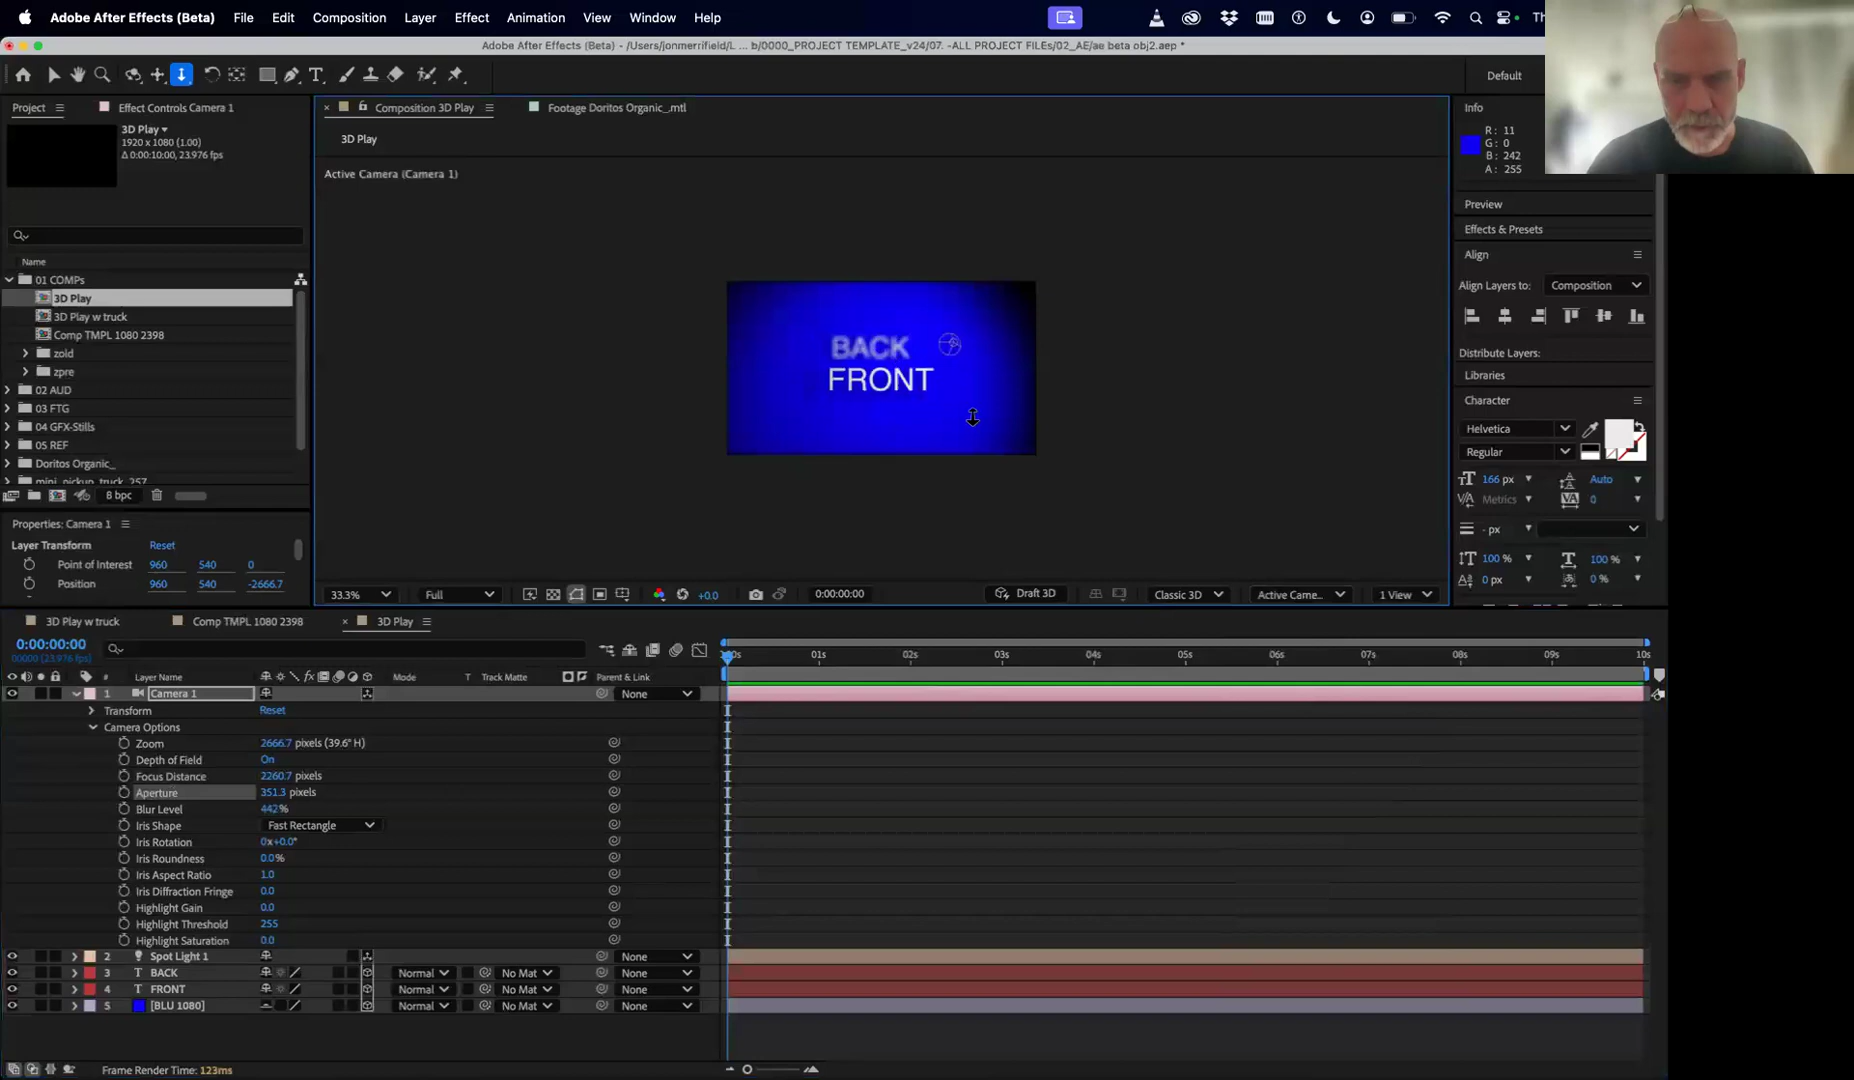 Adobe After Effects (Beta) File Edit Composition Layer Effect Animation View Window Help Th
Adobe After Effects (Beta) - /Users/jonmerrifield/L ... b/0000_PROJECT TEMPLATE_v24/07. -ALL PROJECT FILEs/02_AE/ae beta obj2.aep *
Default
Project Effect Controls Camera 1 Composition 3D Play Footage Doritos Organic_.mtl Info
3D Play
1920 x 1080 (1.00)
Δ 0:00:10:00, 23.976 fps
3D Play
R: 11
G: 0
B: 242
A: 255
Active Camera (Camera 1)
Preview
Effects & Presets
Align
Align Layers to: Composition
Distribute Layers:
Libraries
Character
Helvetica
Regular
166 px Auto
Metrics 0
- px
100 % 100 %
0 px 0 %
Name
01 COMPs
3D Play
3D Play w truck
Comp TMPL 1080 2398
zold
zpre
02 AUD
03 FTG
04 GFX-Stills
05 REF
Doritos Organic_
mini_pickup_truck_257
8 bpc
BACK
FRONT
Properties: Camera 1
Layer Transform Reset
Point of Interest 960 540 0
Position 960 540 -2666.7
33.3% Full +0.0 0:00:00:00 Draft 3D Classic 3D Active Came... 1 View
3D Play w truck Comp TMPL 1080 2398 3D Play
0:00:00:00
00000 (23.976 fps)
00s 01s 02s 03s 04s 05s 06s 07s 08s 09s 10s
# Layer Name fx Mode T Track Matte Parent & Link
1 Camera 1 None
Transform Reset
Camera Options
Zoom 2666.7 pixels (39.6° H)
Depth of Field On
Focus Distance 2260.7 pixels
Aperture 351.3 pixels
Blur Level 442%
Iris Shape Fast Rectangle
Iris Rotation 0x+0.0°
Iris Roundness 0.0%
Iris Aspect Ratio 1.0
Iris Diffraction Fringe 0.0
Highlight Gain 0.0
Highlight Threshold 255
Highlight Saturation 0.0
2 Spot Light 1 None
3 T BACK Normal No Mat None
4 T FRONT Normal No Mat None
5 [BLU 1080] Normal No Mat None
Frame Render Time: 123ms